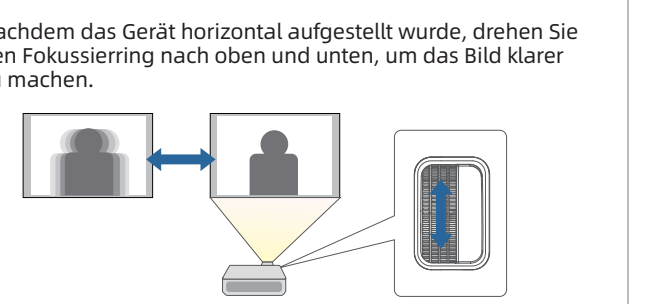 achdem das Gerät horizontal aufgestellt wurde, drehen Sie
en Fokussierring nach oben und unten, um das Bild klarer
machen.